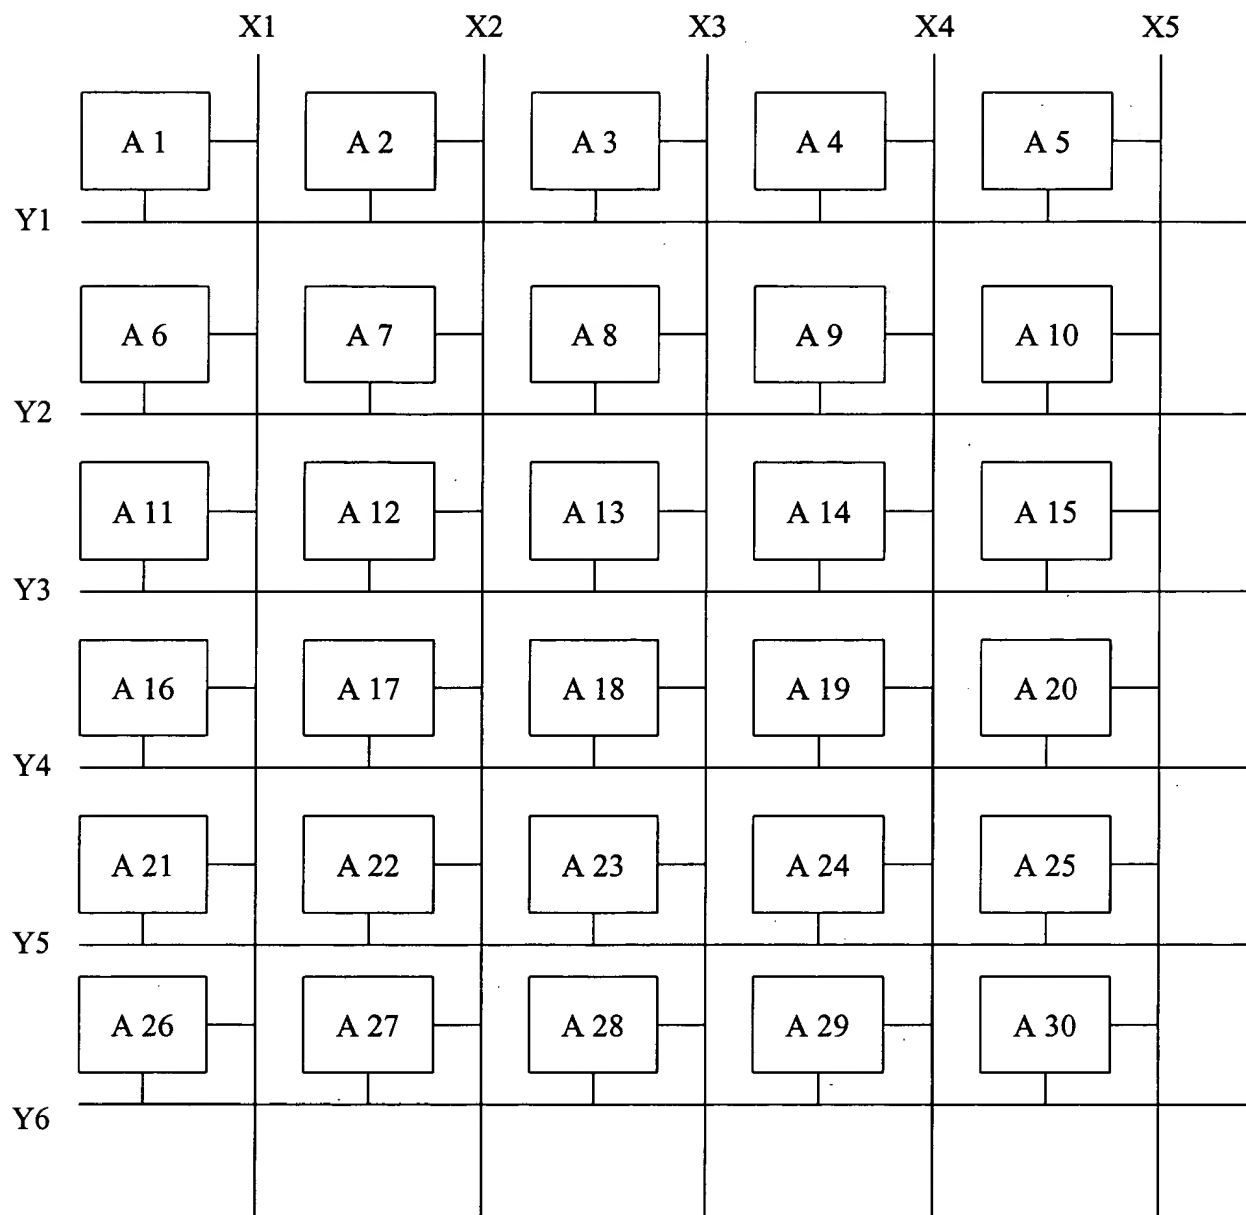 X1 X2 X3 X4 X5
A 1 A 2 A 3 A 4 A 5
Y1
A 6 A 7 A 8 A 9 A 10
Y2
A 11 A 12 A 13 A 14 A 15
Y3
A 16 A 17 A 18 A 19 A 20
Y4
A 21 A 22 A 23 A 24 A 25
Y5
A 26 A 27 A 28 A 29 A 30
Y6